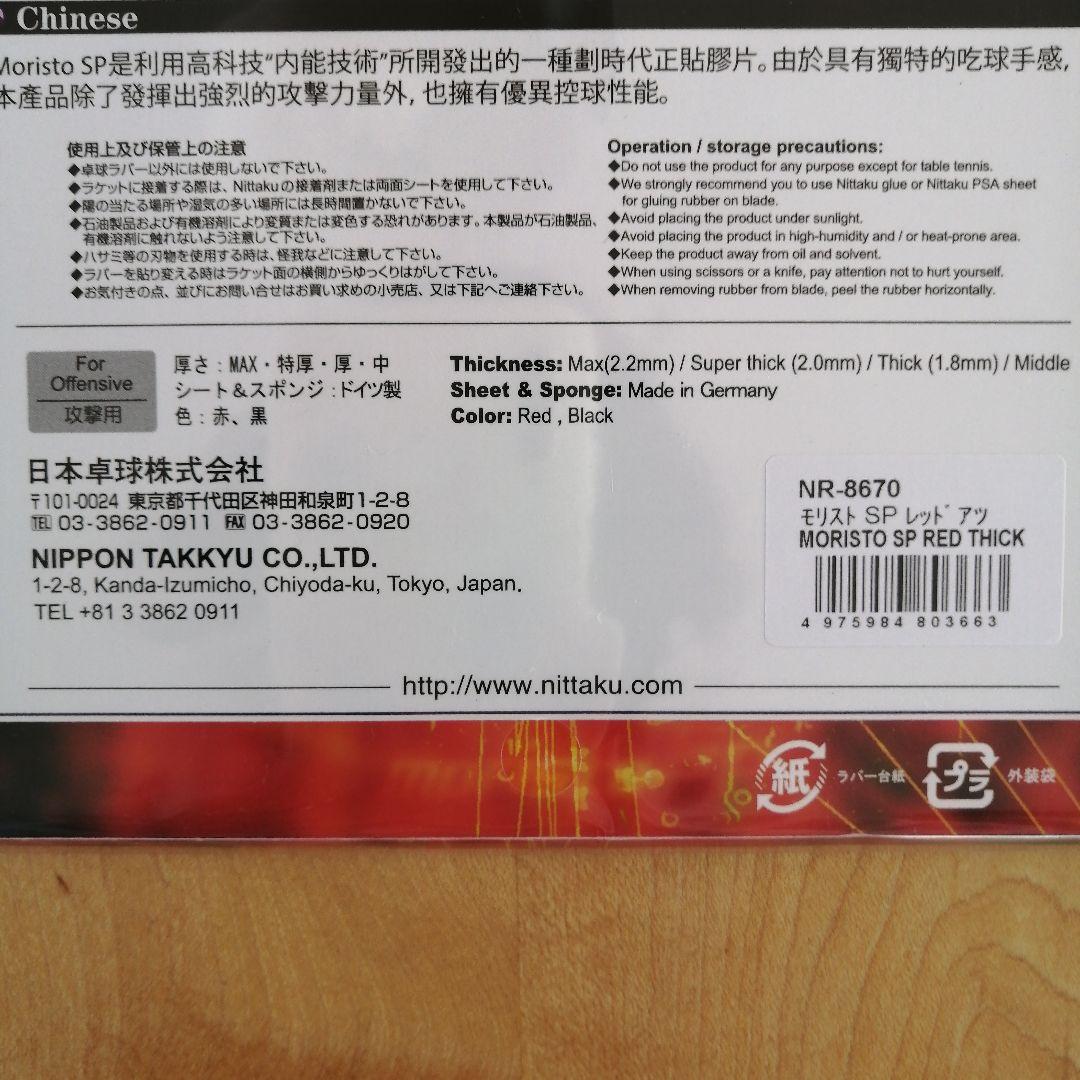 Chinese
Moristo SP是利用高科技“内能技術”所開發出的一種劃時代正貼膠片。由於具有獨特的吃球手感,
本產品除了發揮出強烈的攻擊力量外, 也擁有優異控球性能。
使用上及び保管上の注意
◆卓球ラバー以外には使用しないで下さい。
◆ラケットに接着する際は、Nittakuの接着剤または両面シートを使用して下さい。
◆陽の当たる場所や湿気の多い場所には長時間置かないで下さい。
◆石油製品および有機溶剤により変質または変色する恐れがあります。本製品が石油製品、
有機溶剤に触れないよう注意して下さい。
◆ハサミ等の刃物を使用する時は、怪我などに注意して下さい。
◆ラバーを貼り変える時はラケット面の横側からゆっくりはがして下さい。
◆お気付きの点、並びにお問い合せはお買い求めの小売店、又は下記へご連絡下さい。
Operation / storage precautions:
◆Do not use the product for any purpose except for table tennis.
◆We strongly recommend you to use Nittaku glue or Nittaku PSA sheet
for gluing rubber on blade.
◆Avoid placing the product under sunlight.
◆Avoid placing the product in high-humidity and / or heat-prone area.
◆Keep the product away from oil and solvent.
◆When using scissors or a knife, pay attention not to hurt yourself.
◆When removing rubber from blade, peel the rubber horizontally.
For
Offensive
攻撃用
厚さ : MAX・特厚・厚・中
シート&スポンジ : ドイツ製
色 : 赤、黒
Thickness: Max(2.2mm) / Super thick (2.0mm) / Thick (1.8mm) / Middle
Sheet & Sponge: Made in Germany
Color: Red , Black
日本卓球株式会社
〒101-0024 東京都千代田区神田和泉町1-2-8
TEL 03-3862-0911 FAX 03-3862-0920
NIPPON TAKKYU CO.,LTD.
1-2-8, Kanda-Izumicho, Chiyoda-ku, Tokyo, Japan.
TEL +81 3 3862 0911
NR-8670
モリスト SP レッド アツ
MORISTO SP RED THICK
4 975984 803663
http://www.nittaku.com
紙 ラバー台紙
プラ 外装袋